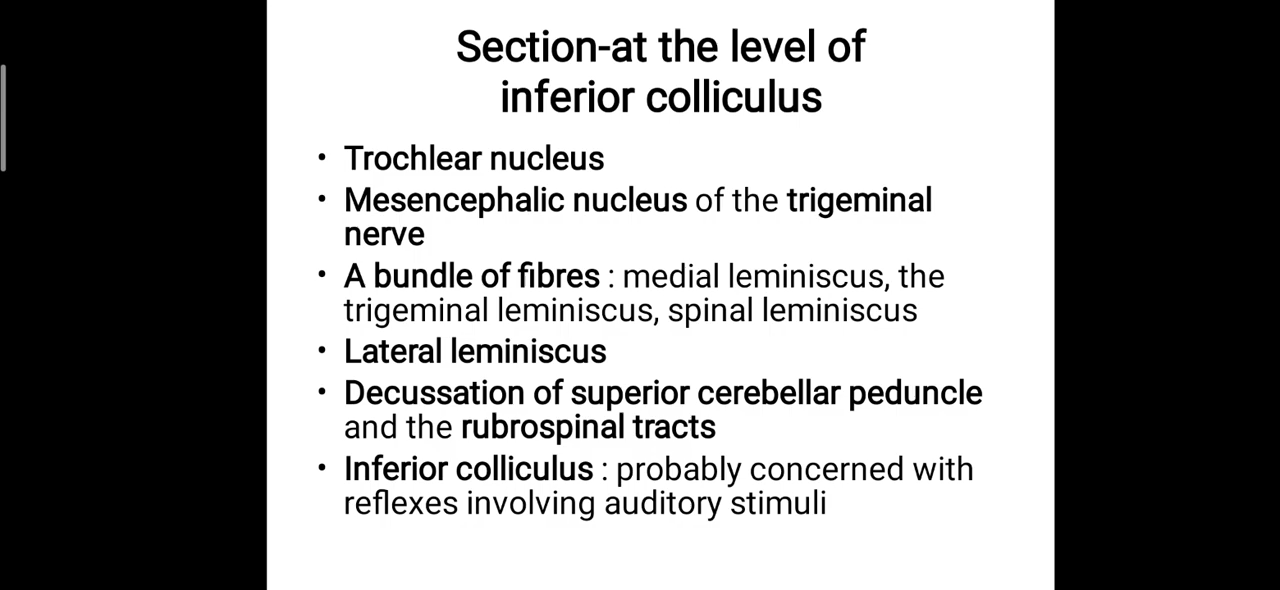 Section-at the level of
inferior colliculus
• Trochlear nucleus
• Mesencephalic nucleus of the trigeminal
nerve
• A bundle of fibres : medial leminiscus, the
trigeminal leminiscus, spinal leminiscus
• Lateral leminiscus
• Decussation of superior cerebellar peduncle
and the rubrospinal tracts
• Inferior colliculus : probably concerned with
reflexes involving auditory stimuli